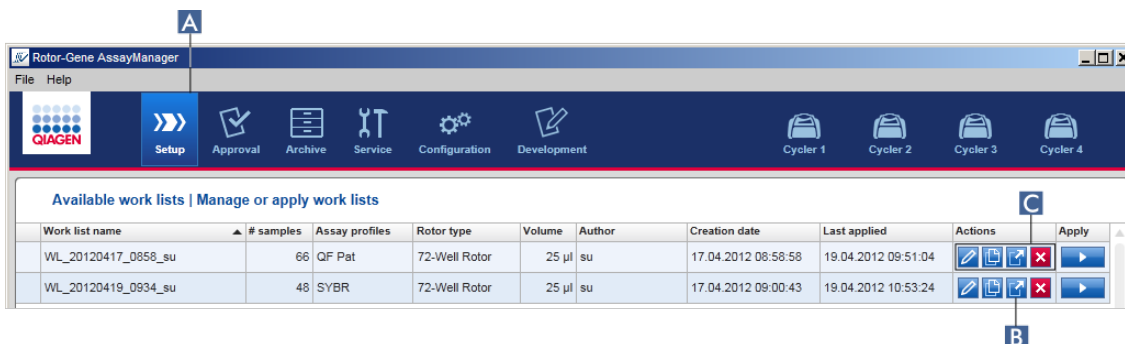 A
Rotor-Gene AssayManager
File Help
QIAGEN
Setup Approval Archive Service Configuration Development Cycler 1 Cycler 2 Cycler 3 Cycler 4
Available work lists | Manage or apply work lists
C
Work list name # samples Assay profiles Rotor type Volume Author Creation date Last applied Actions Apply
WL_20120417_0858_su 66 QF Pat 72-Well Rotor 25 µl su 17.04.2012 08:58:58 19.04.2012 09:51:04
WL_20120419_0934_su 48 SYBR 72-Well Rotor 25 µl su 17.04.2012 09:00:43 19.04.2012 10:53:24
B